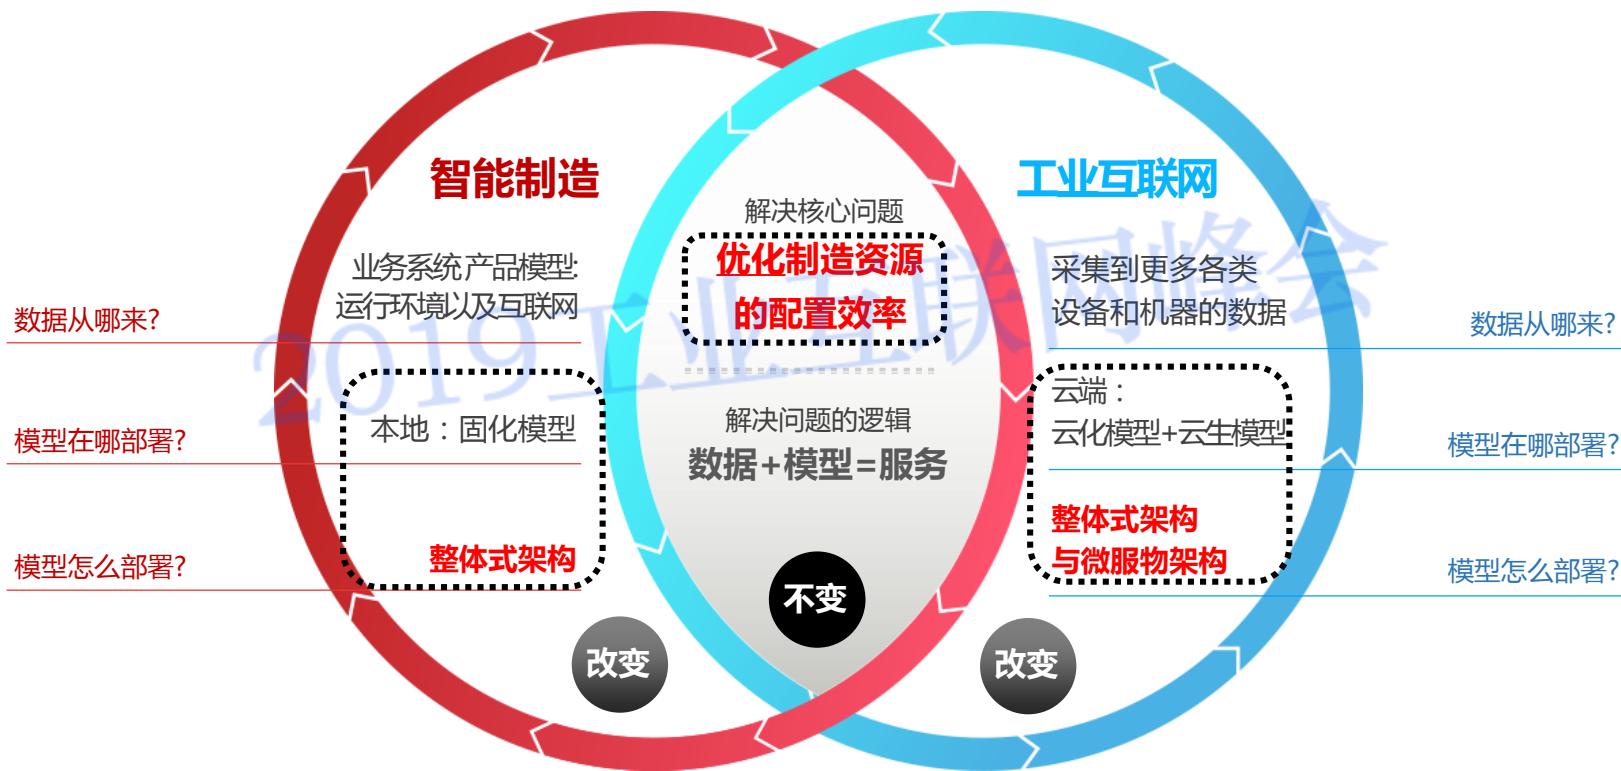 智能制造
业务系统 产品模型:
运行环境以及互联网
数据从哪来?
本地：固化模型
模型在哪部署?
整体式架构
模型怎么部署?
改变
解决核心问题
优化制造资源
的配置效率
解决问题的逻辑
数据+模型=服务
不变
工业互联网
采集到更多各类
设备和机器的数据
数据从哪来?
云端：
云化模型+云生模型
模型在哪部署?
整体式架构
与微服物架构
模型怎么部署?
改变
2019工业互联网峰会